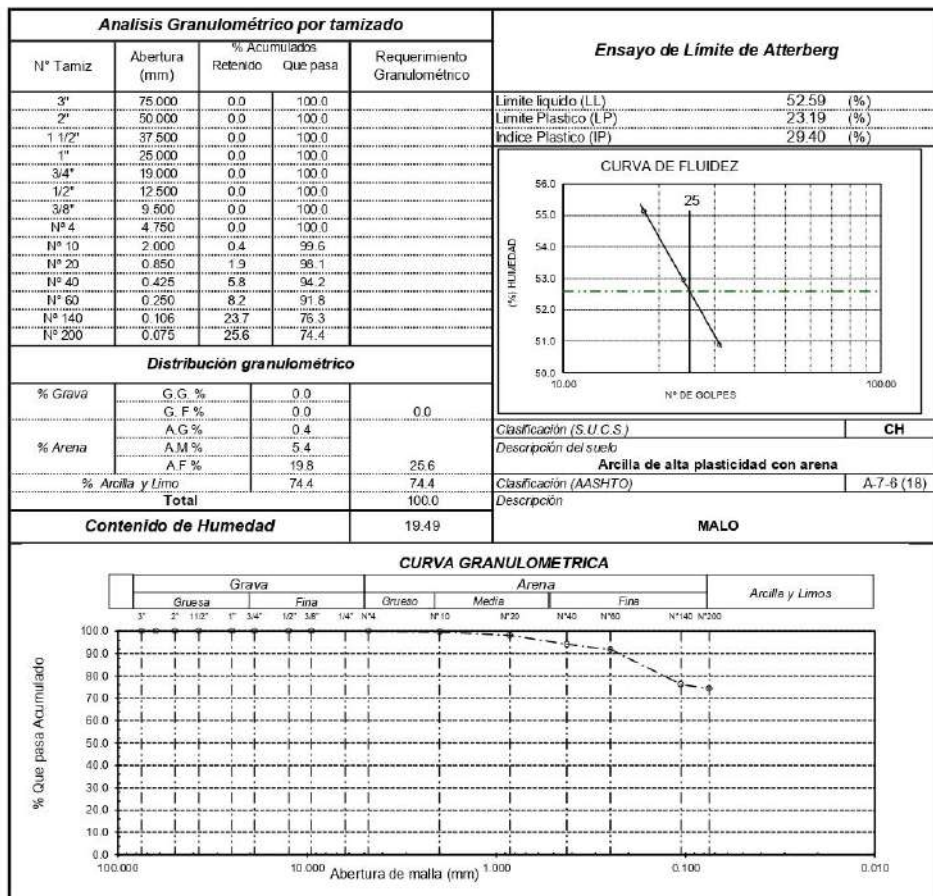 Analisis Granulométrico por tamizado
N° Tamiz
Abertura (mm)
% Acumulados
Retenido Que pasa
Requerimiento Granulométrico
3" 75.000 0.0 100.0
2" 50.000 0.0 100.0
1 1/2" 37.500 0.0 100.0
1" 25.000 0.0 100.0
3/4" 19.000 0.0 100.0
1/2" 12.500 0.0 100.0
3/8" 9.500 0.0 100.0
Nª 4 4.750 0.0 100.0
Nª 10 2.000 0.4 99.6
Nª 20 0.850 1.9 98.1
N° 40 0.425 5.8 94.2
N° 60 0.250 8.2 91.8
Nª 140 0.106 23.7 76.3
Nª 200 0.075 25.6 74.4
Distribución granulométrico
% Grava G.G. % 0.0
G. F % 0.0 0.0
A.G % 0.4
% Arena A.M % 5.4
A.F % 19.8 25.6
% Arcilla y Limo 74.4 74.4
Total 100.0
Contenido de Humedad 19.49
Ensayo de Límite de Atterberg
Limite liquido (LL) 52.59 (%)
Limite Plastico (LP) 23.19 (%)
Indice Plastico (IP) 29.40 (%)
CURVA DE FLUIDEZ
25
(%) HUMEDAD
56.0
55.0
54.0
53.0
52.0
51.0
50.0
10.00 100.00
N° DE GOLPES
Clasificación (S.U.C.S.) CH
Descripción del suelo
Arcilla de alta plasticidad con arena
Clasificación (AASHTO) A-7-6 (18)
Descripción
MALO
CURVA GRANULOMETRICA
Grava Arena Arcilla y Limos
Gruesa Fina Grueso Media Fina
3" 2" 11/2" 1" 3/4" 1/2" 3/8" 1/4" N°4 N°10 N°20 N°40 N°60 N°140 N°200
% Que pasa Acumulado
100.0
90.0
80.0
70.0
60.0
50.0
40.0
30.0
20.0
10.0
0.0
100.000 10.000 1.000 0.100 0.010
Abertura de malla (mm)